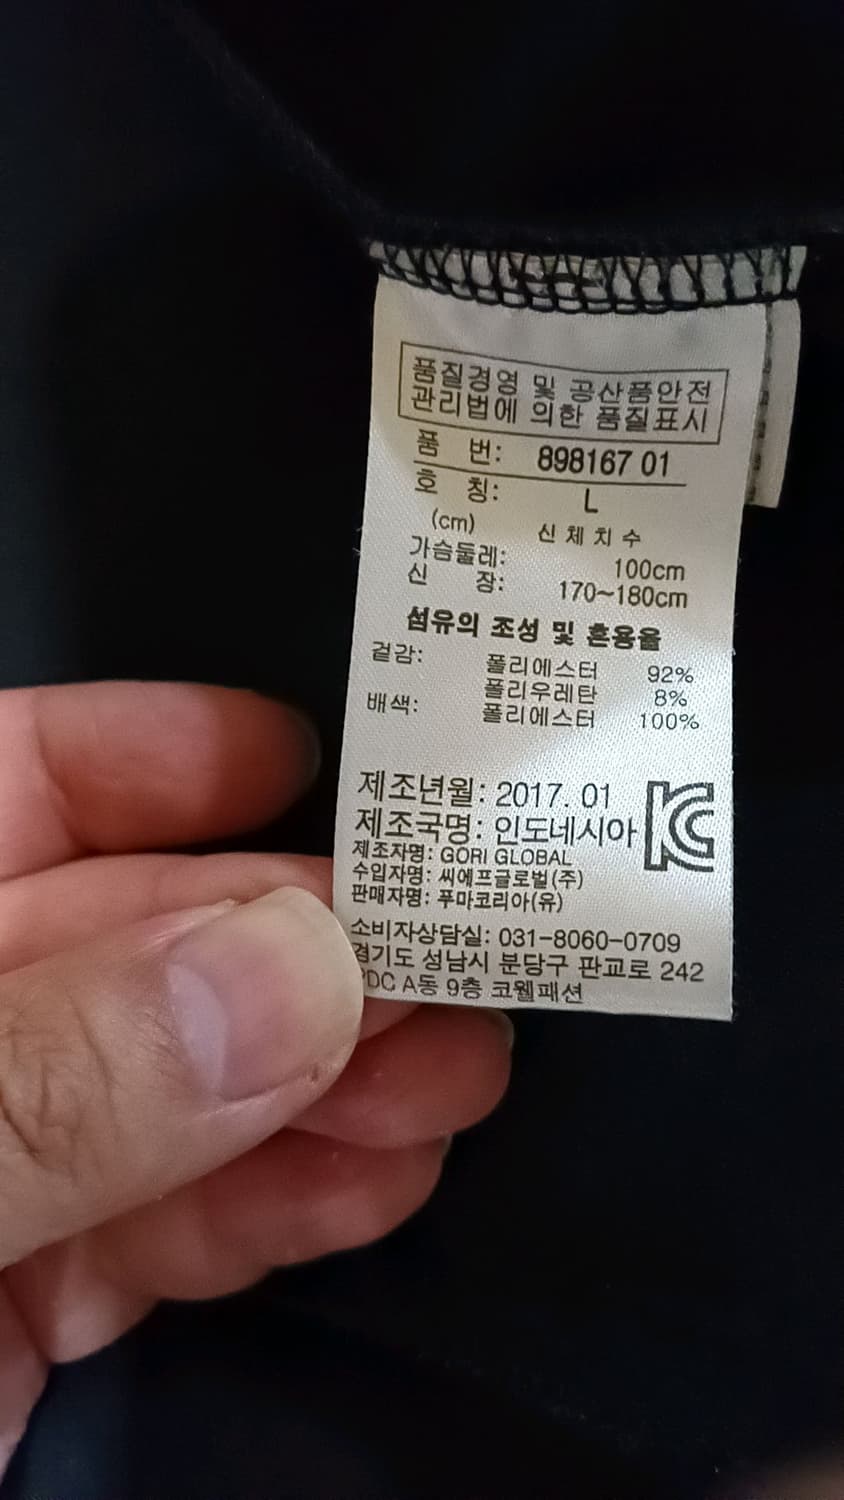 품질경영 및 공산품안전
관리법에 의한 품질표시
품 번: 898167 01
호 칭: L
(cm) 신 체 치 수
가슴둘레: 100cm
신 장: 170~180cm
섬유의 조성 및 혼용율
겉감: 폴리에스터 92%
폴리우레탄 8%
배색: 폴리에스터 100%
제조년월: 2017. 01
제조국명: 인도네시아
제조자명: GORI GLOBAL
수입자명: 씨에프글로벌(주)
판매자명: 푸마코리아(유)
소비자상담실: 031-8060-0709
경기도 성남시 분당구 판교로 242
PDC A동 9층 코웰패션